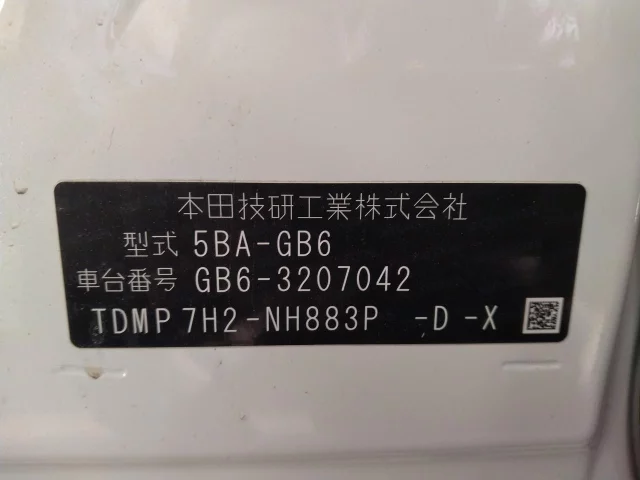 本田技研工業株式会社
型式 5BA-GB6
車台番号 GB6-3207042
TDMP 7H2-NH883P -D-X